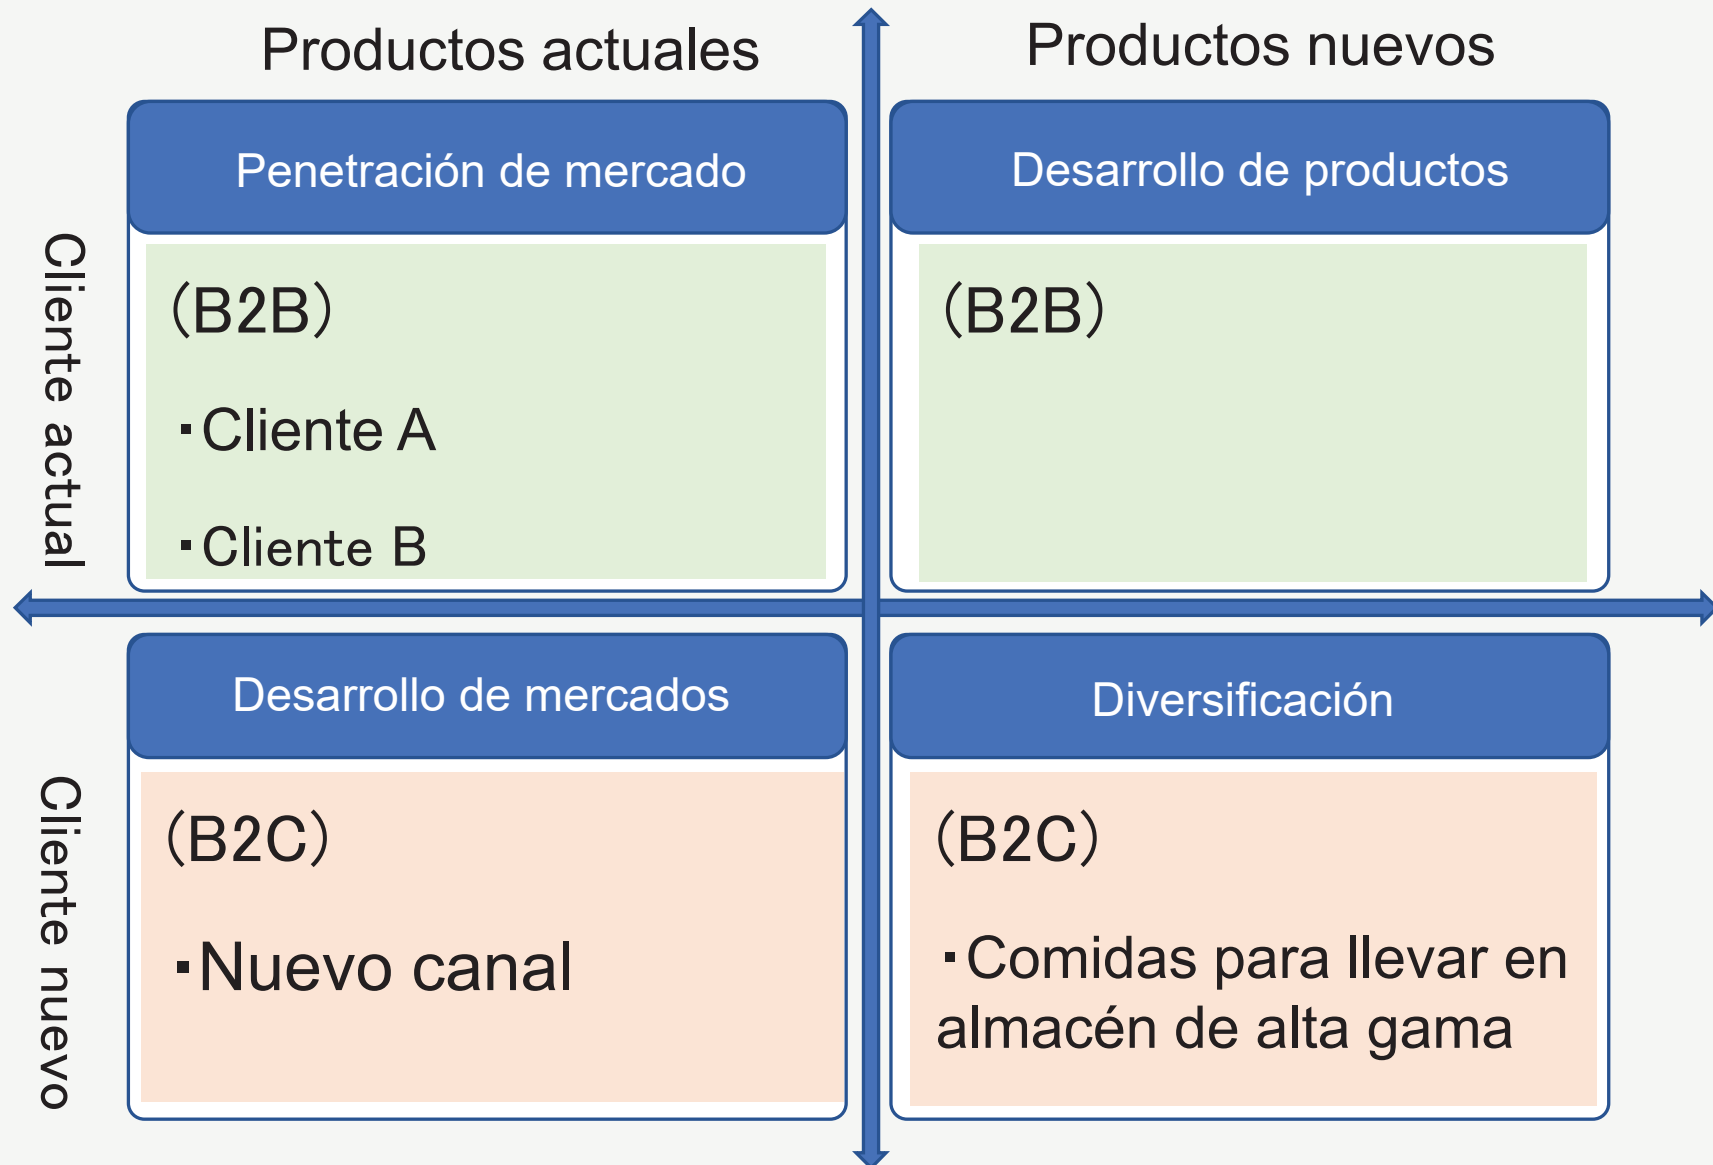 Productos actuales
Productos nuevos
Cliente actual
Penetración de mercado
(B2B)
・Cliente A
・Cliente B
Desarrollo de productos
(B2B)
Cliente nuevo
Desarrollo de mercados
(B2C)
・Nuevo canal
Diversificación
(B2C)
・Comidas para llevar en
almacén de alta gama